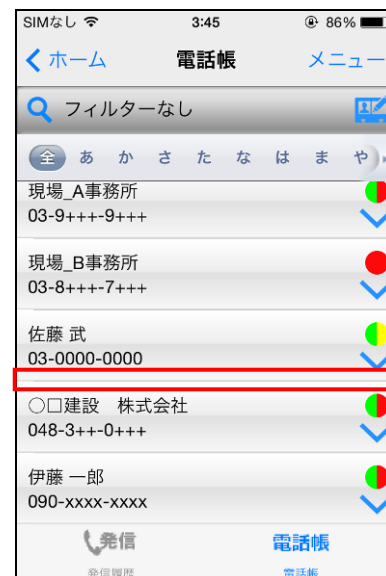 SIMなし 3:45 86%
ホーム 電話帳 メニュー
フィルターなし
全 あ か さ た な は ま や
現場_A事務所
03-9+++-9+++
現場_B事務所
03-8+++-7+++
佐藤 武
03-0000-0000
○□建設 株式会社
048-3++-0+++
伊藤 一郎
090-xxxx-xxxx
発信 電話帳
発信履歴 電話帳